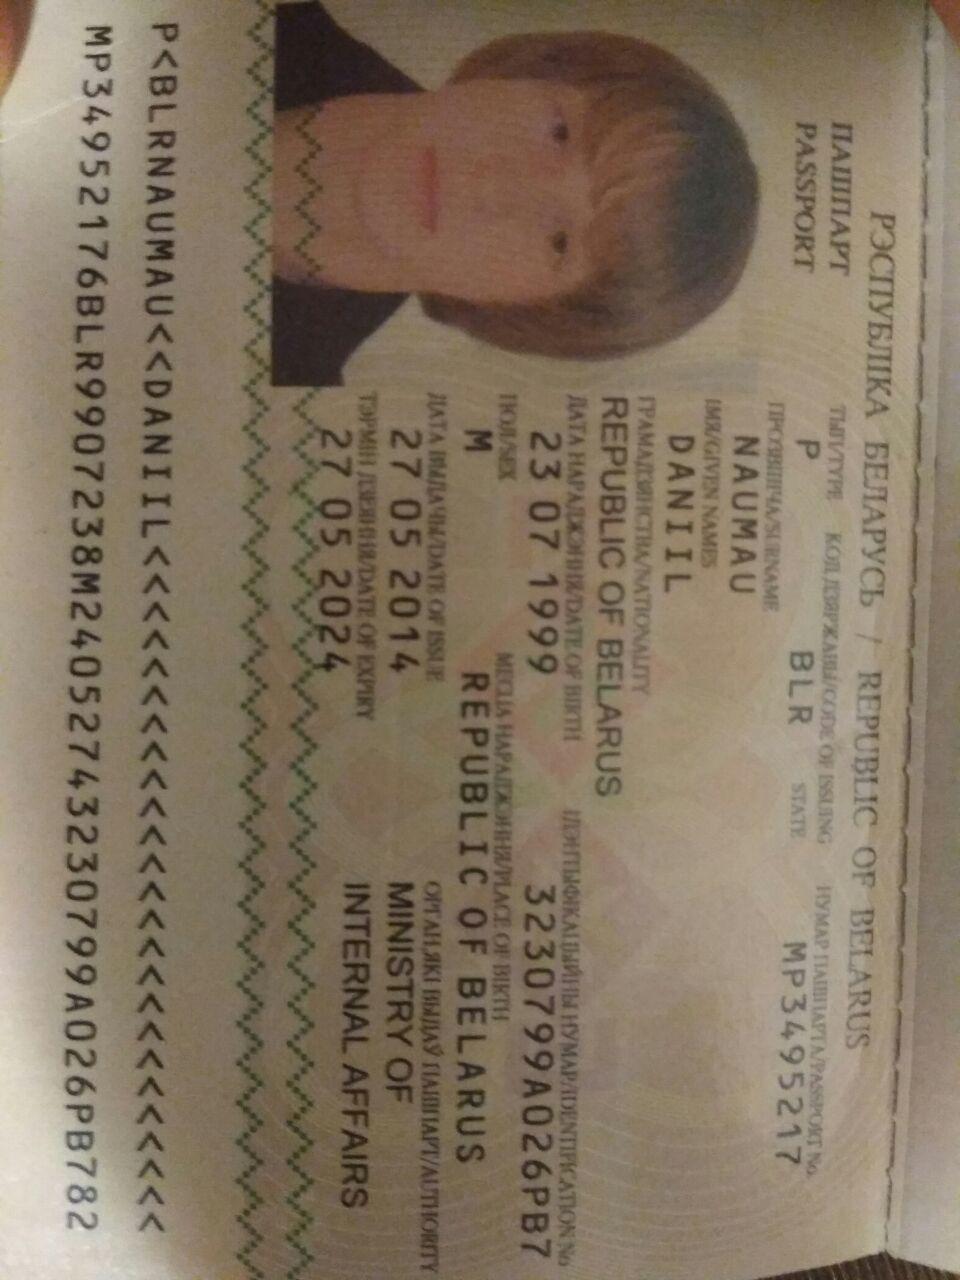 РЭСПУБЛІКА БЕЛАРУСЬ / REPUBLIC OF BELARUS
ПАШПАРТ
PASSPORT
ТЫП/TYPE КОД ДЗЯРЖАВЫ/CODE OF ISSUING STATE НУМАР ПАШПАРТА/PASSPORT No.
P BLR MP3495217
ПРОЗВІШЧА/SURNAME
NAUMAU
ІМЯ/GIVEN NAMES
DANIIL
ГРАМАДЗЯНСТВА/NATIONALITY
REPUBLIC OF BELARUS
ДАТА НАРАДЖЭННЯ/DATE OF BIRTH ІДЭНТЫФІКАЦЫЙНЫ НУМАР/IDENTIFICATION No
23 07 1999 3230799A026PB7
ПОЛ/SEX МЕСЦА НАРАДЖЭННЯ/PLACE OF BIRTH
M REPUBLIC OF BELARUS
ДАТА ВЫДАЧЫ/DATE OF ISSUE ОРГАН, ЯКІ ВЫДАЎ ПАШПАРТ/AUTHORITY
27 05 2014 MINISTRY OF
ТЭРМІН ДЗЕЯННЯ/DATE OF EXPIRY INTERNAL AFFAIRS
27 05 2024
P<BLRNAUMAU<<DANIIL<<<<<<<<<<<<<<<<<<<<<<<<<
MP34952176BLR9907238M24052743230799A026PB782